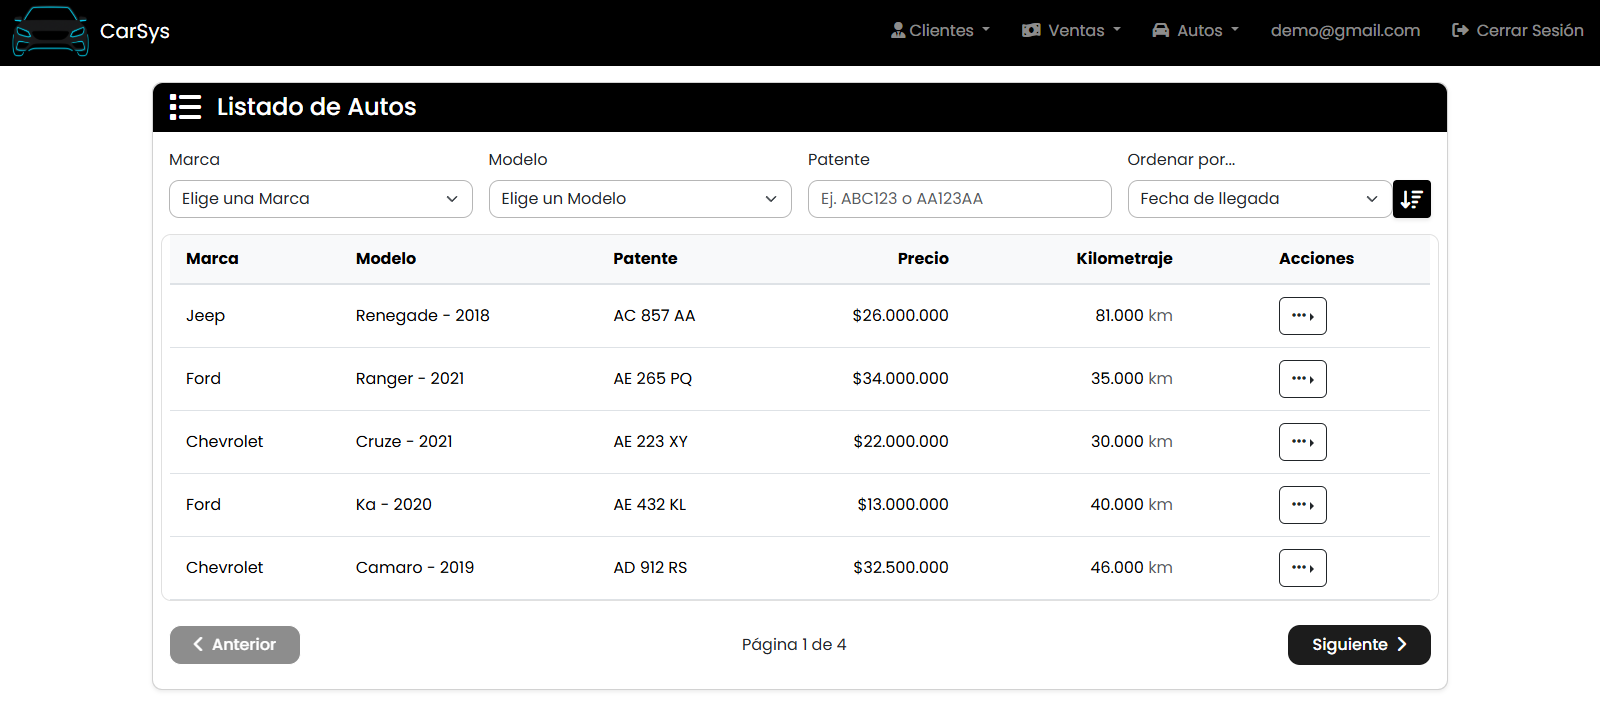 CarSys Clientes Ventas Autos demo@gmail.com Cerrar Sesión
Listado de Autos
Marca Modelo Patente Ordenar por...
Elige una Marca Elige un Modelo Ej. ABC123 o AA123AA Fecha de llegada
Marca Modelo Patente Precio Kilometraje Acciones
Jeep Renegade - 2018 AC 857 AA $26.000.000 81.000 km
Ford Ranger - 2021 AE 265 PQ $34.000.000 35.000 km
Chevrolet Cruze - 2021 AE 223 XY $22.000.000 30.000 km
Ford Ka - 2020 AE 432 KL $13.000.000 40.000 km
Chevrolet Camaro - 2019 AD 912 RS $32.500.000 46.000 km
Anterior Página 1 de 4 Siguiente